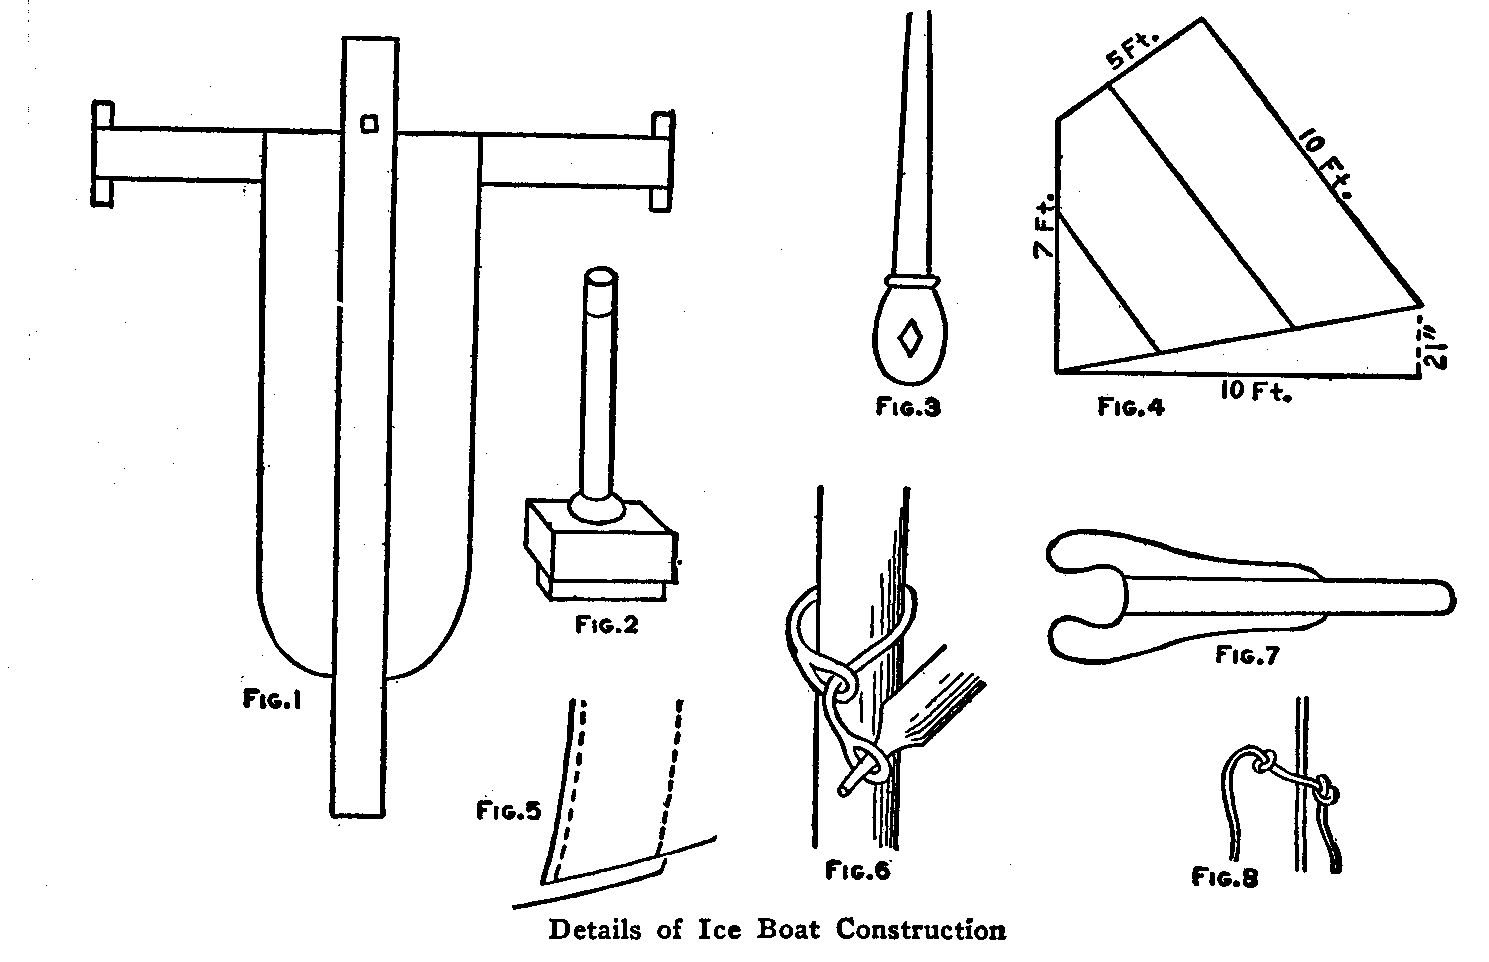 5 Ft.
10 Ft.
7 Ft.
21"
10 Ft.
Fig.3
Fig.4
Fig.2
Fig.1
Fig.7
Fig.5
Fig.6
Fig.8
Details of Ice Boat Construction